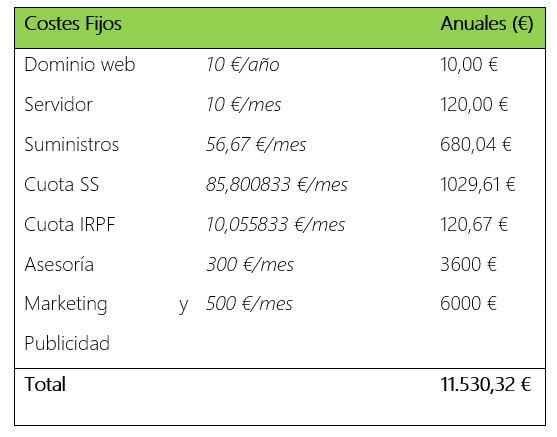 Costes Fijos Anuales (€)
Dominio web 10 €/año 10,00 €
Servidor 10 €/mes 120,00 €
Suministros 56,67 €/mes 680,04 €
Cuota SS 85,800833 €/mes 1029,61 €
Cuota IRPF 10,055833 €/mes 120,67 €
Asesoría 300 €/mes 3600 €
Marketing y 500 €/mes 6000 €
Publicidad
Total 11.530,32 €